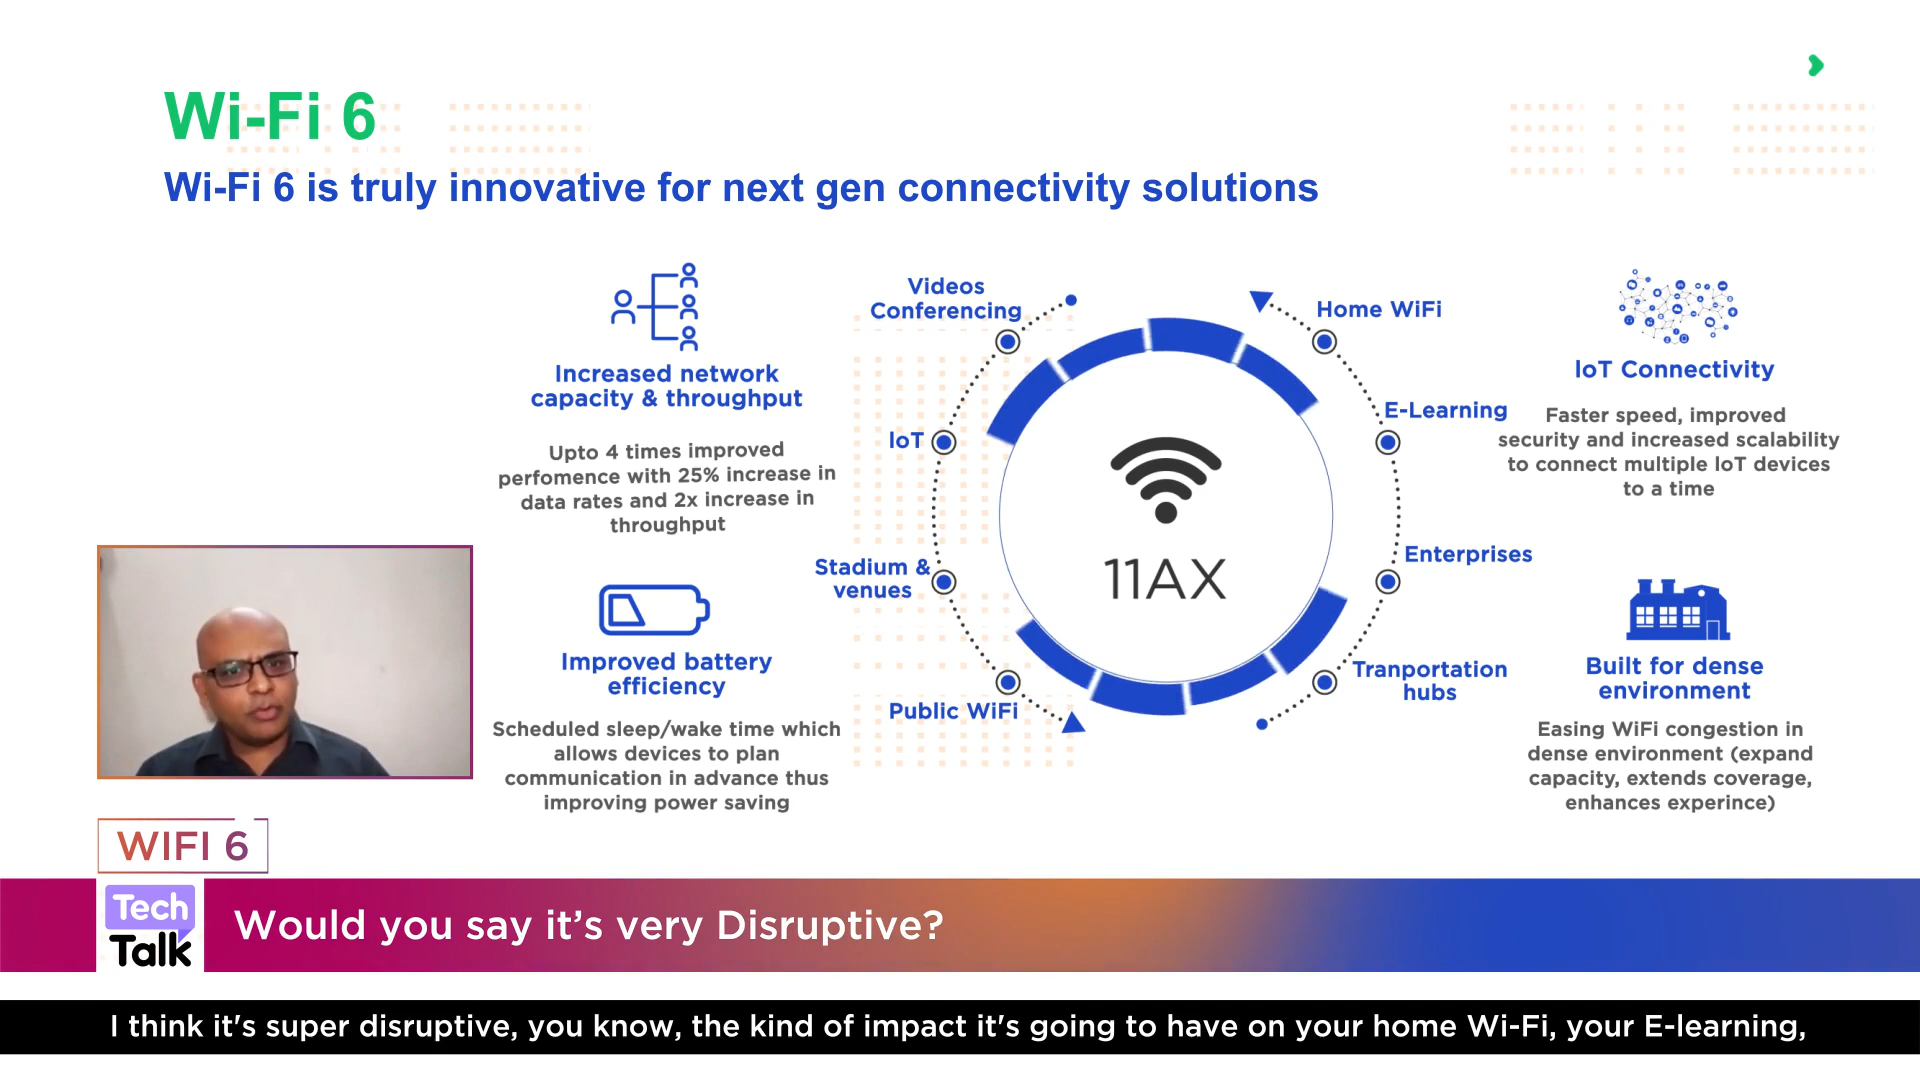 Wi-Fi 6
Wi-Fi 6 is truly innovative for next gen connectivity solutions
Increased network
capacity & throughput
Upto 4 times improved
perfomence with 25% increase in
data rates and 2x increase in
throughput
Improved battery
efficiency
Scheduled sleep/wake time which
allows devices to plan
communication in advance thus
improving power saving
Videos
Conferencing
IoT
Stadium &
venues
Public WiFi
11AX
Home WiFi
E-Learning
Enterprises
Tranportation
hubs
IoT Connectivity
Faster speed, improved
security and increased scalability
to connect multiple IoT devices
to a time
Built for dense
environment
Easing WiFi congestion in
dense environment (expand
capacity, extends coverage,
enhances experince)
WIFI 6
Tech
Talk
Would you say it's very Disruptive?
I think it's super disruptive, you know, the kind of impact it's going to have on your home Wi-Fi, your E-learning,